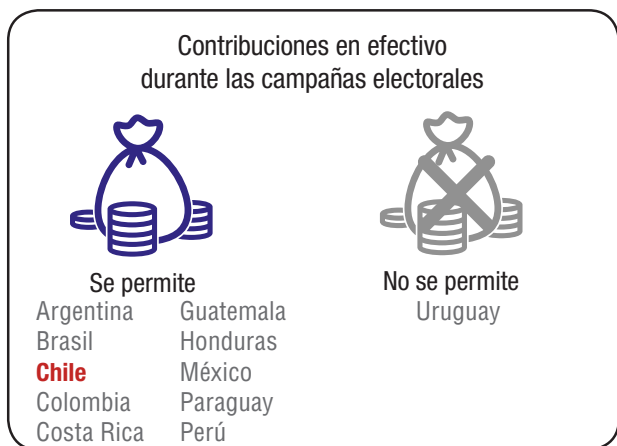 Contribuciones en efectivo
durante las campañas electorales
Se permite
Argentina
Brasil
Chile
Colombia
Costa Rica
Guatemala
Honduras
México
Paraguay
Perú
No se permite
Uruguay